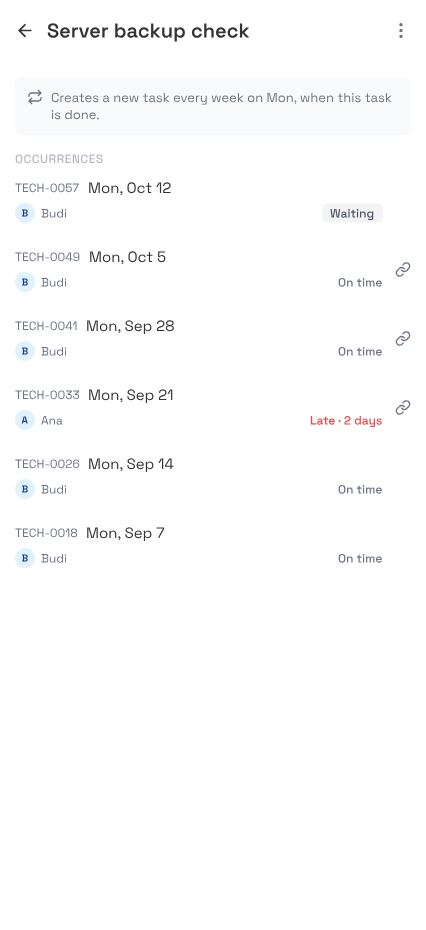 Server backup check
Creates a new task every week on Mon, when this task
is done.
OCCURRENCES
TECH-0057 Mon, Oct 12
B Budi Waiting
TECH-0049 Mon, Oct 5
B Budi On time
TECH-0041 Mon, Sep 28
B Budi On time
TECH-0033 Mon, Sep 21
A Ana Late · 2 days
TECH-0026 Mon, Sep 14
B Budi On time
TECH-0018 Mon, Sep 7
B Budi On time